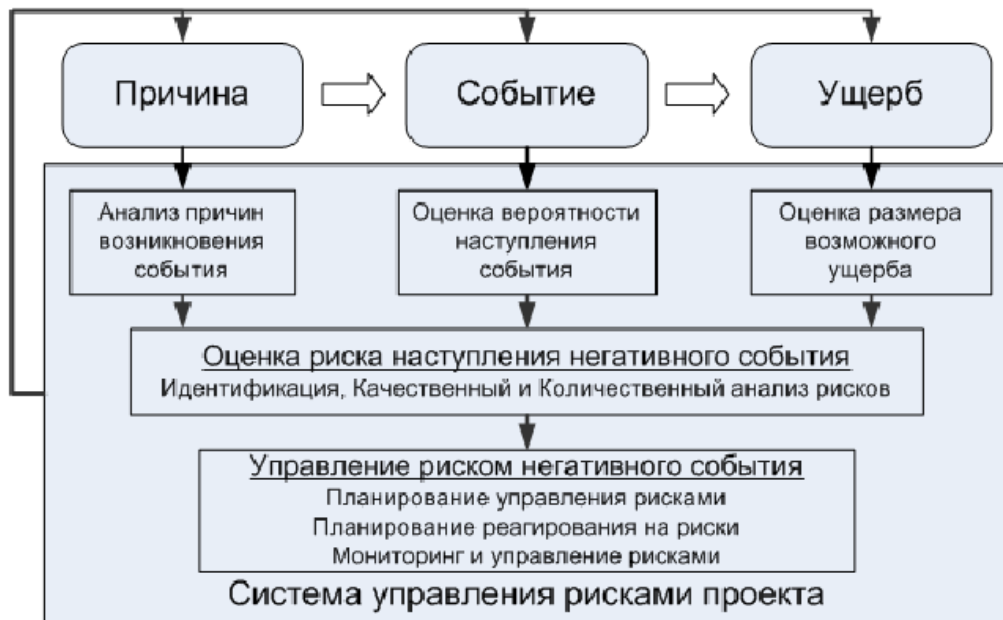 Причина
Событие
Ущерб
Анализ причин
возникновения
события
Оценка вероятности
наступления
события
Оценка размера
возможного
ущерба
Оценка риска наступления негативного события
Идентификация, Качественный и Количественный анализ рисков
Управление риском негативного события
Планирование управления рисками
Планирование реагирования на риски
Мониторинг и управление рисками
Система управления рисками проекта